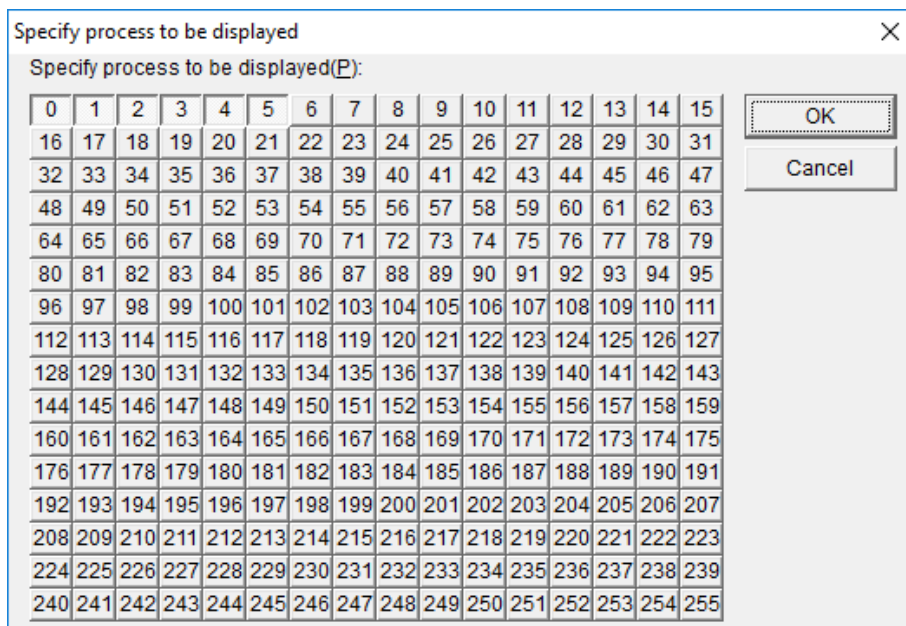 Specify process to be displayed
Specify process to be displayed(P):
0 1 2 3 4 5 6 7 8 9 10 11 12 13 14 15 OK
16 17 18 19 20 21 22 23 24 25 26 27 28 29 30 31
32 33 34 35 36 37 38 39 40 41 42 43 44 45 46 47 Cancel
48 49 50 51 52 53 54 55 56 57 58 59 60 61 62 63
64 65 66 67 68 69 70 71 72 73 74 75 76 77 78 79
80 81 82 83 84 85 86 87 88 89 90 91 92 93 94 95
96 97 98 99 100 101 102 103 104 105 106 107 108 109 110 111
112 113 114 115 116 117 118 119 120 121 122 123 124 125 126 127
128 129 130 131 132 133 134 135 136 137 138 139 140 141 142 143
144 145 146 147 148 149 150 151 152 153 154 155 156 157 158 159
160 161 162 163 164 165 166 167 168 169 170 171 172 173 174 175
176 177 178 179 180 181 182 183 184 185 186 187 188 189 190 191
192 193 194 195 196 197 198 199 200 201 202 203 204 205 206 207
208 209 210 211 212 213 214 215 216 217 218 219 220 221 222 223
224 225 226 227 228 229 230 231 232 233 234 235 236 237 238 239
240 241 242 243 244 245 246 247 248 249 250 251 252 253 254 255